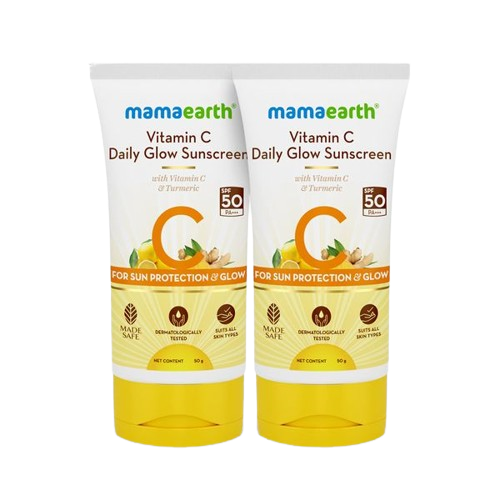 mamaearth®
Vitamin C
Daily Glow Sunscreen
with Vitamin C
& Turmeric
SPF
50
PA+++
C
FOR SUN PROTECTION & GLOW
MADE
SAFE
DERMATOLOGICALLY
TESTED
SUITS ALL
SKIN TYPES
NET CONTENT 50 g
mamaearth®
Vitamin C
Daily Glow Sunscreen
with Vitamin C
& Turmeric
SPF
50
PA+++
C
FOR SUN PROTECTION & GLOW
MADE
SAFE
DERMATOLOGICALLY
TESTED
SUITS ALL
SKIN TYPES
NET CONTENT 50 g